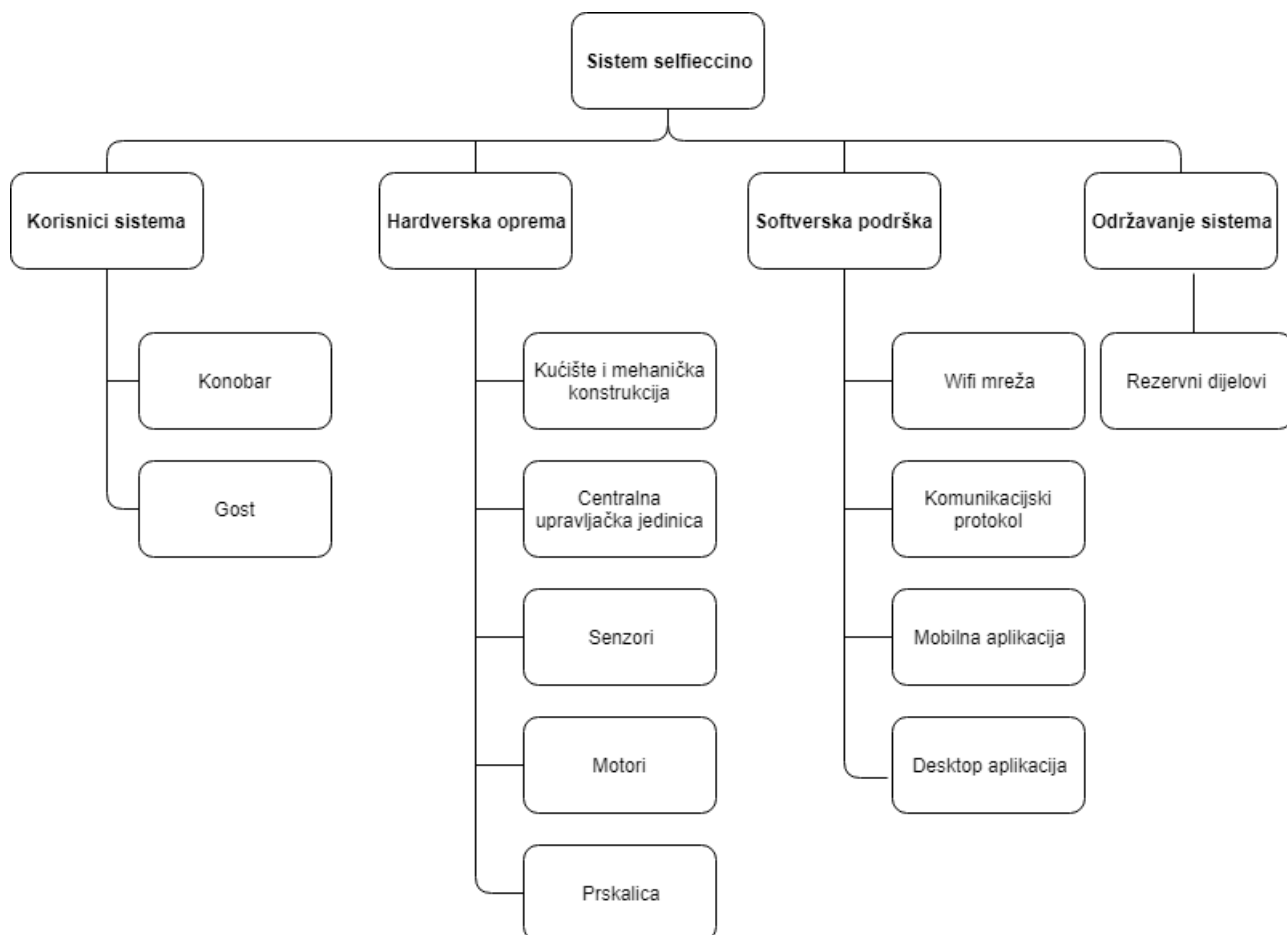 Sistem selfieccino
Korisnici sistema
Hardverska oprema
Softverska podrška
Održavanje sistema
Konobar
Gost
Kućište i mehanička
konstrukcija
Centralna
upravljačka jedinica
Senzori
Motori
Prskalica
Wifi mreža
Komunikacijski
protokol
Mobilna aplikacija
Desktop aplikacija
Rezervni dijelovi